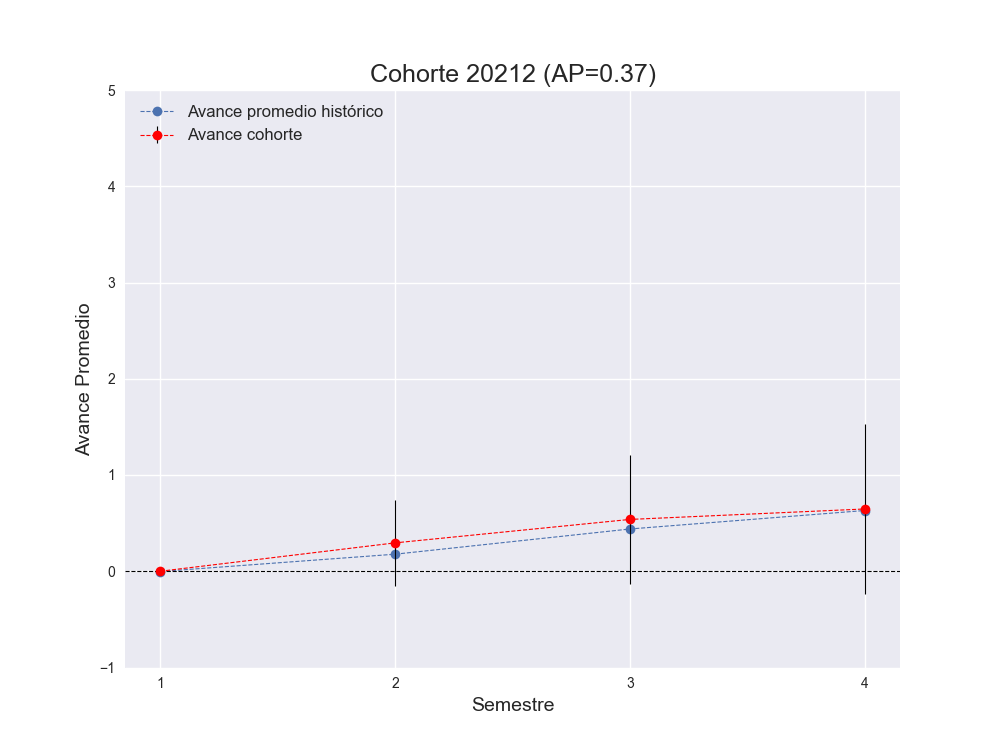 Cohorte 20212 (AP=0.37)
Avance promedio histórico
Avance cohorte
5
4
3
2
1
0
−1
Avance Promedio
1 2 3 4
Semestre